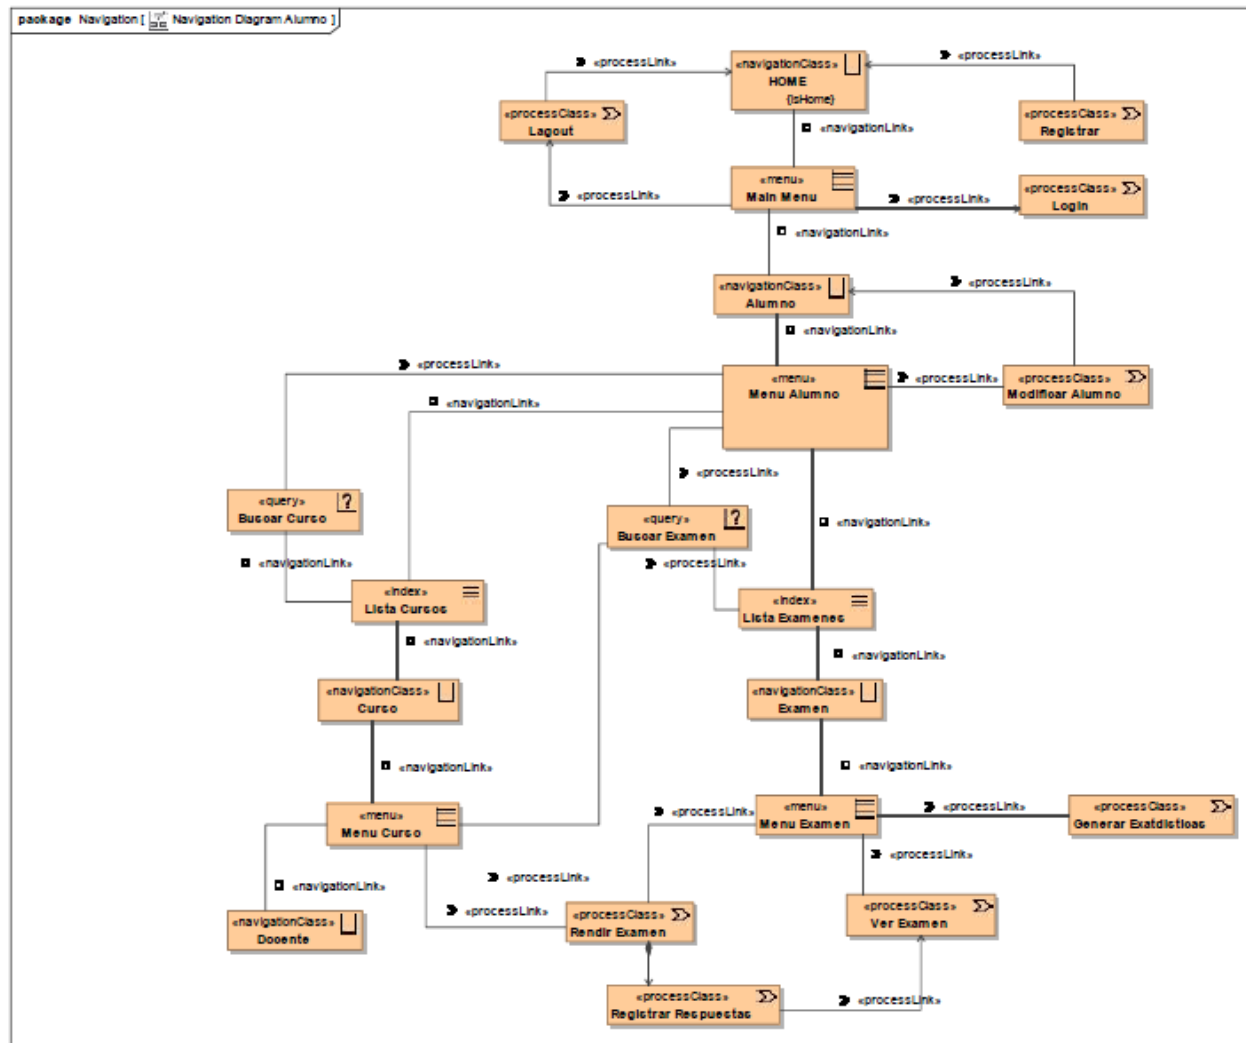 package Navigation [ Navigation Diagram Alumno ]
«processLink»
«navigationClass»
HOME
{isHome}
«processLink»
«processClass»
Lagout
«navigationLink»
«processClass»
Registrar
«processLink»
«menu»
Main Menu
«processLink»
«processClass»
Login
«navigationLink»
«navigationClass»
Alumno
«processLink»
«navigationLink»
«processLink»
«menu»
Menu Alumno
«processLink»
«processClass»
Modificar Alumno
«navigationLink»
«processLink»
«query»
Buscar Curso
«query»
Buscar Examen
«navigationLink»
«navigationLink»
«processLink»
«index»
Lista Cursos
«index»
Lista Examenes
«navigationLink»
«navigationLink»
«navigationClass»
Curso
«navigationClass»
Examen
«navigationLink»
«navigationLink»
«menu»
Menu Curso
«processLink»
«menu»
Menu Examen
«processLink»
«processClass»
Generar Exatdisticas
«processLink»
«processLink»
«navigationLink»
«processLink»
«navigationClass»
Docente
«processClass»
Rendir Examen
«processClass»
Ver Examen
«processClass»
Registrar Respuestas
«processLink»